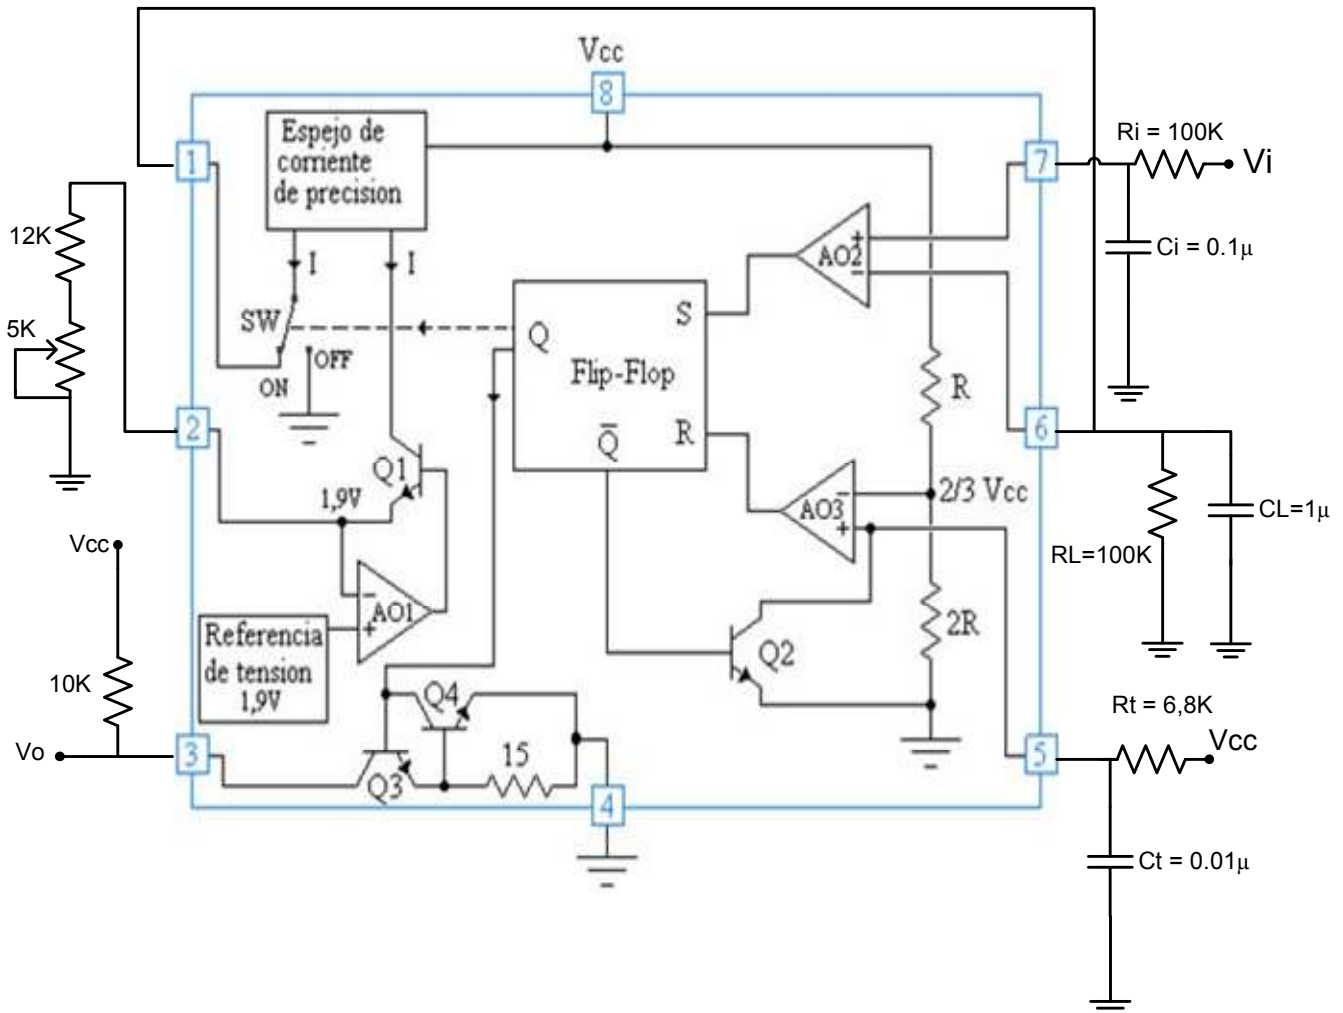 Vcc
8
Espejo de
corriente
de precision
1
7
Ri = 100K
Vi
12K
Ci = 0.1µ
I
I
+
AO2
−
SW
5K
OFF
ON
Q
S
Flip-Flop
R
Q̅
R
2
6
Q1
1,9V
−
2/3 Vcc
AO3
+
CL=1µ
RL=100K
Vcc
−
AO1
+
Referencia
de tension
1,9V
2R
Q2
10K
Q4
Rt = 6,8K
Vcc
Vo
3
15
5
Q3
4
Ct = 0.01µ